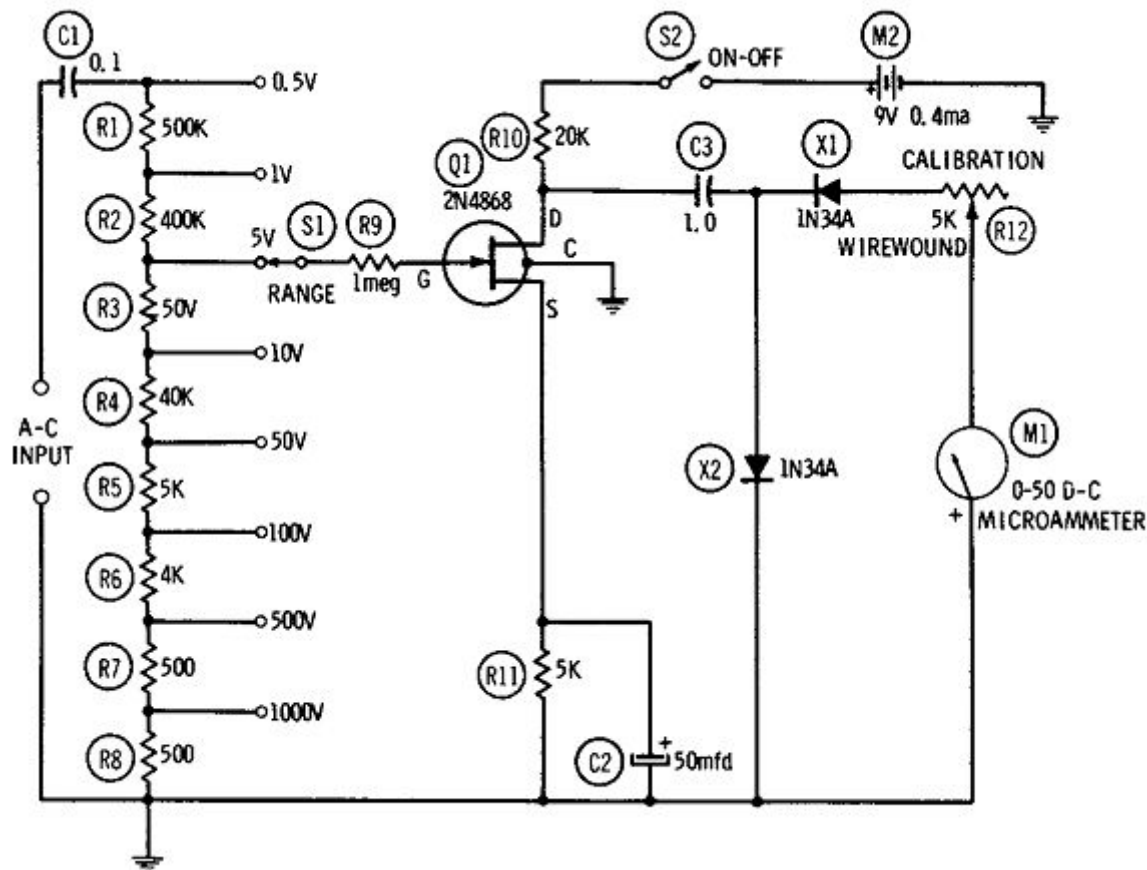 C1
0.1
0.5V
R1
500K
1V
R2
400K
5V
S1
RANGE
R9
1meg
G
R3
50V
10V
R4
40K
50V
A-C
INPUT
R5
5K
100V
R6
4K
500V
R7
500
1000V
R8
500
Q1
2N4868
D
C
S
R10
20K
S2
ON-OFF
M2
+
9V 0.4ma
C3
1.0
X1
1N34A
CALIBRATION
5K
WIREWOUND
R12
X2
1N34A
M1
0-50 D-C
+ MICROAMMETER
R11
5K
C2
+
50mfd